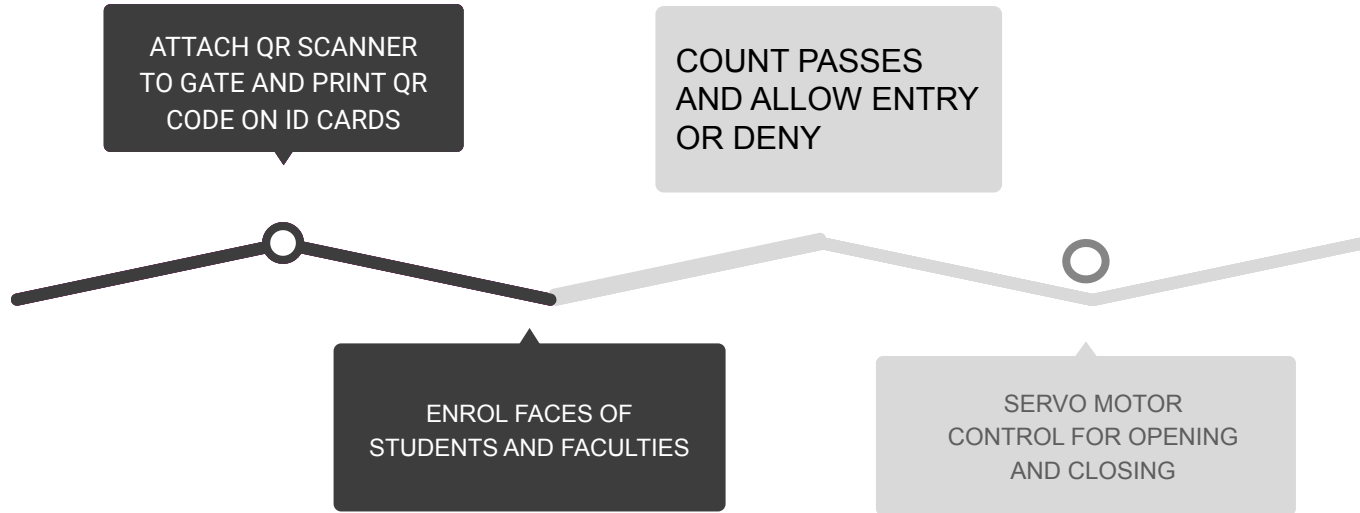 ATTACH QR SCANNER
TO GATE AND PRINT QR
CODE ON ID CARDS
ENROL FACES OF
STUDENTS AND FACULTIES
COUNT PASSES
AND ALLOW ENTRY
OR DENY
SERVO MOTOR
CONTROL FOR OPENING
AND CLOSING